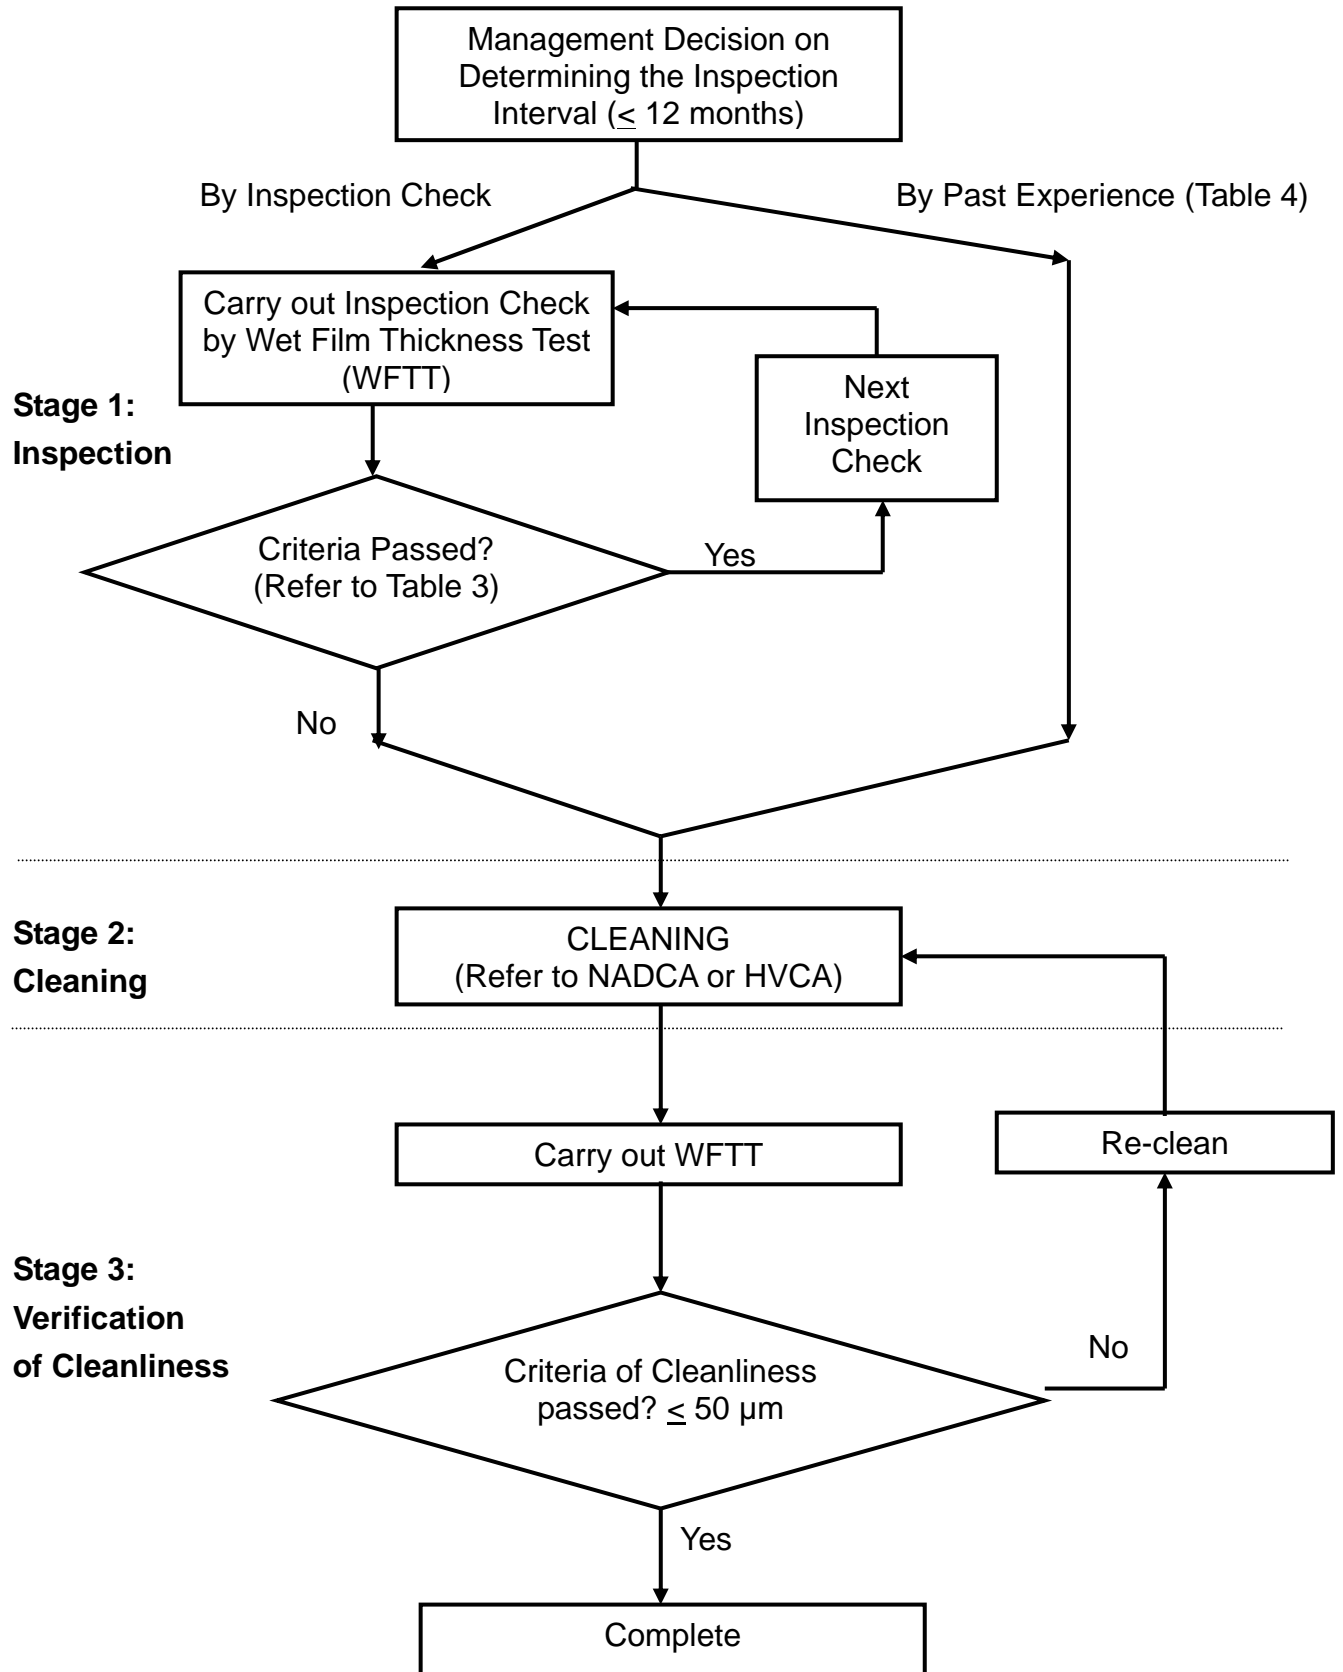 Management Decision on
Determining the Inspection
Interval (≤ 12 months)
By Inspection Check
By Past Experience (Table 4)
Carry out Inspection Check
by Wet Film Thickness Test
(WFTT)
Next
Inspection
Check
Stage 1:
Inspection
Criteria Passed?
(Refer to Table 3)
Yes
No
Stage 2:
Cleaning
CLEANING
(Refer to NADCA or HVCA)
Carry out WFTT
Re-clean
Stage 3:
Verification
of Cleanliness
Criteria of Cleanliness
passed? ≤ 50 μm
No
Yes
Complete